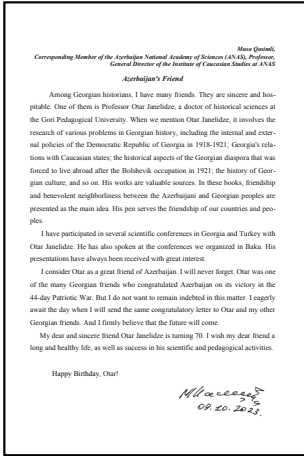 Musa Qasimli,
Corresponding Member of the Azerbaijan National Academy of Sciences (ANAS), Professor,
General Director of the Institute of Caucasian Studies at ANAS
Azerbaijan's Friend
Among Georgian historians, I have many friends. They are sincere and hos-
pitable. One of them is Professor Otar Janelidze, a doctor of historical sciences at
the Gori Pedagogical University. When we mention Otar Janelidze, it involves the
research of various problems in Georgian history, including the internal and exter-
nal policies of the Democratic Republic of Georgia in 1918-1921; Georgia's rela-
tions with Caucasian states; the historical aspects of the Georgian diaspora that was
forced to live abroad after the Bolshevik occupation in 1921; the history of Geor-
gian culture, and so on. His works are valuable sources. In these books, friendship
and benevolent neighborliness between the Azerbaijani and Georgian peoples are
presented as the main idea. His pen serves the friendship of our countries and peo-
ples.
I have participated in several scientific conferences in Georgia and Turkey with
Otar Janelidze. He has also spoken at the conferences we organized in Baku. His
presentations have always been received with great interest.
I consider Otar as a great friend of Azerbaijan. I will never forget. Otar was one
of the many Georgian friends who congratulated Azerbaijan on its victory in the
44-day Patriotic War. But I do not want to remain indebted in this matter. I eagerly
await the day when I will send the same congratulatory letter to Otar and my other
Georgian friends. And I firmly believe that the future will come.
My dear and sincere friend Otar Janelidze is turning 70. I wish my dear friend a
long and healthy life, as well as success in his scientific and pedagogical activities.
Happy Birthday, Otar!
09.10.2023.